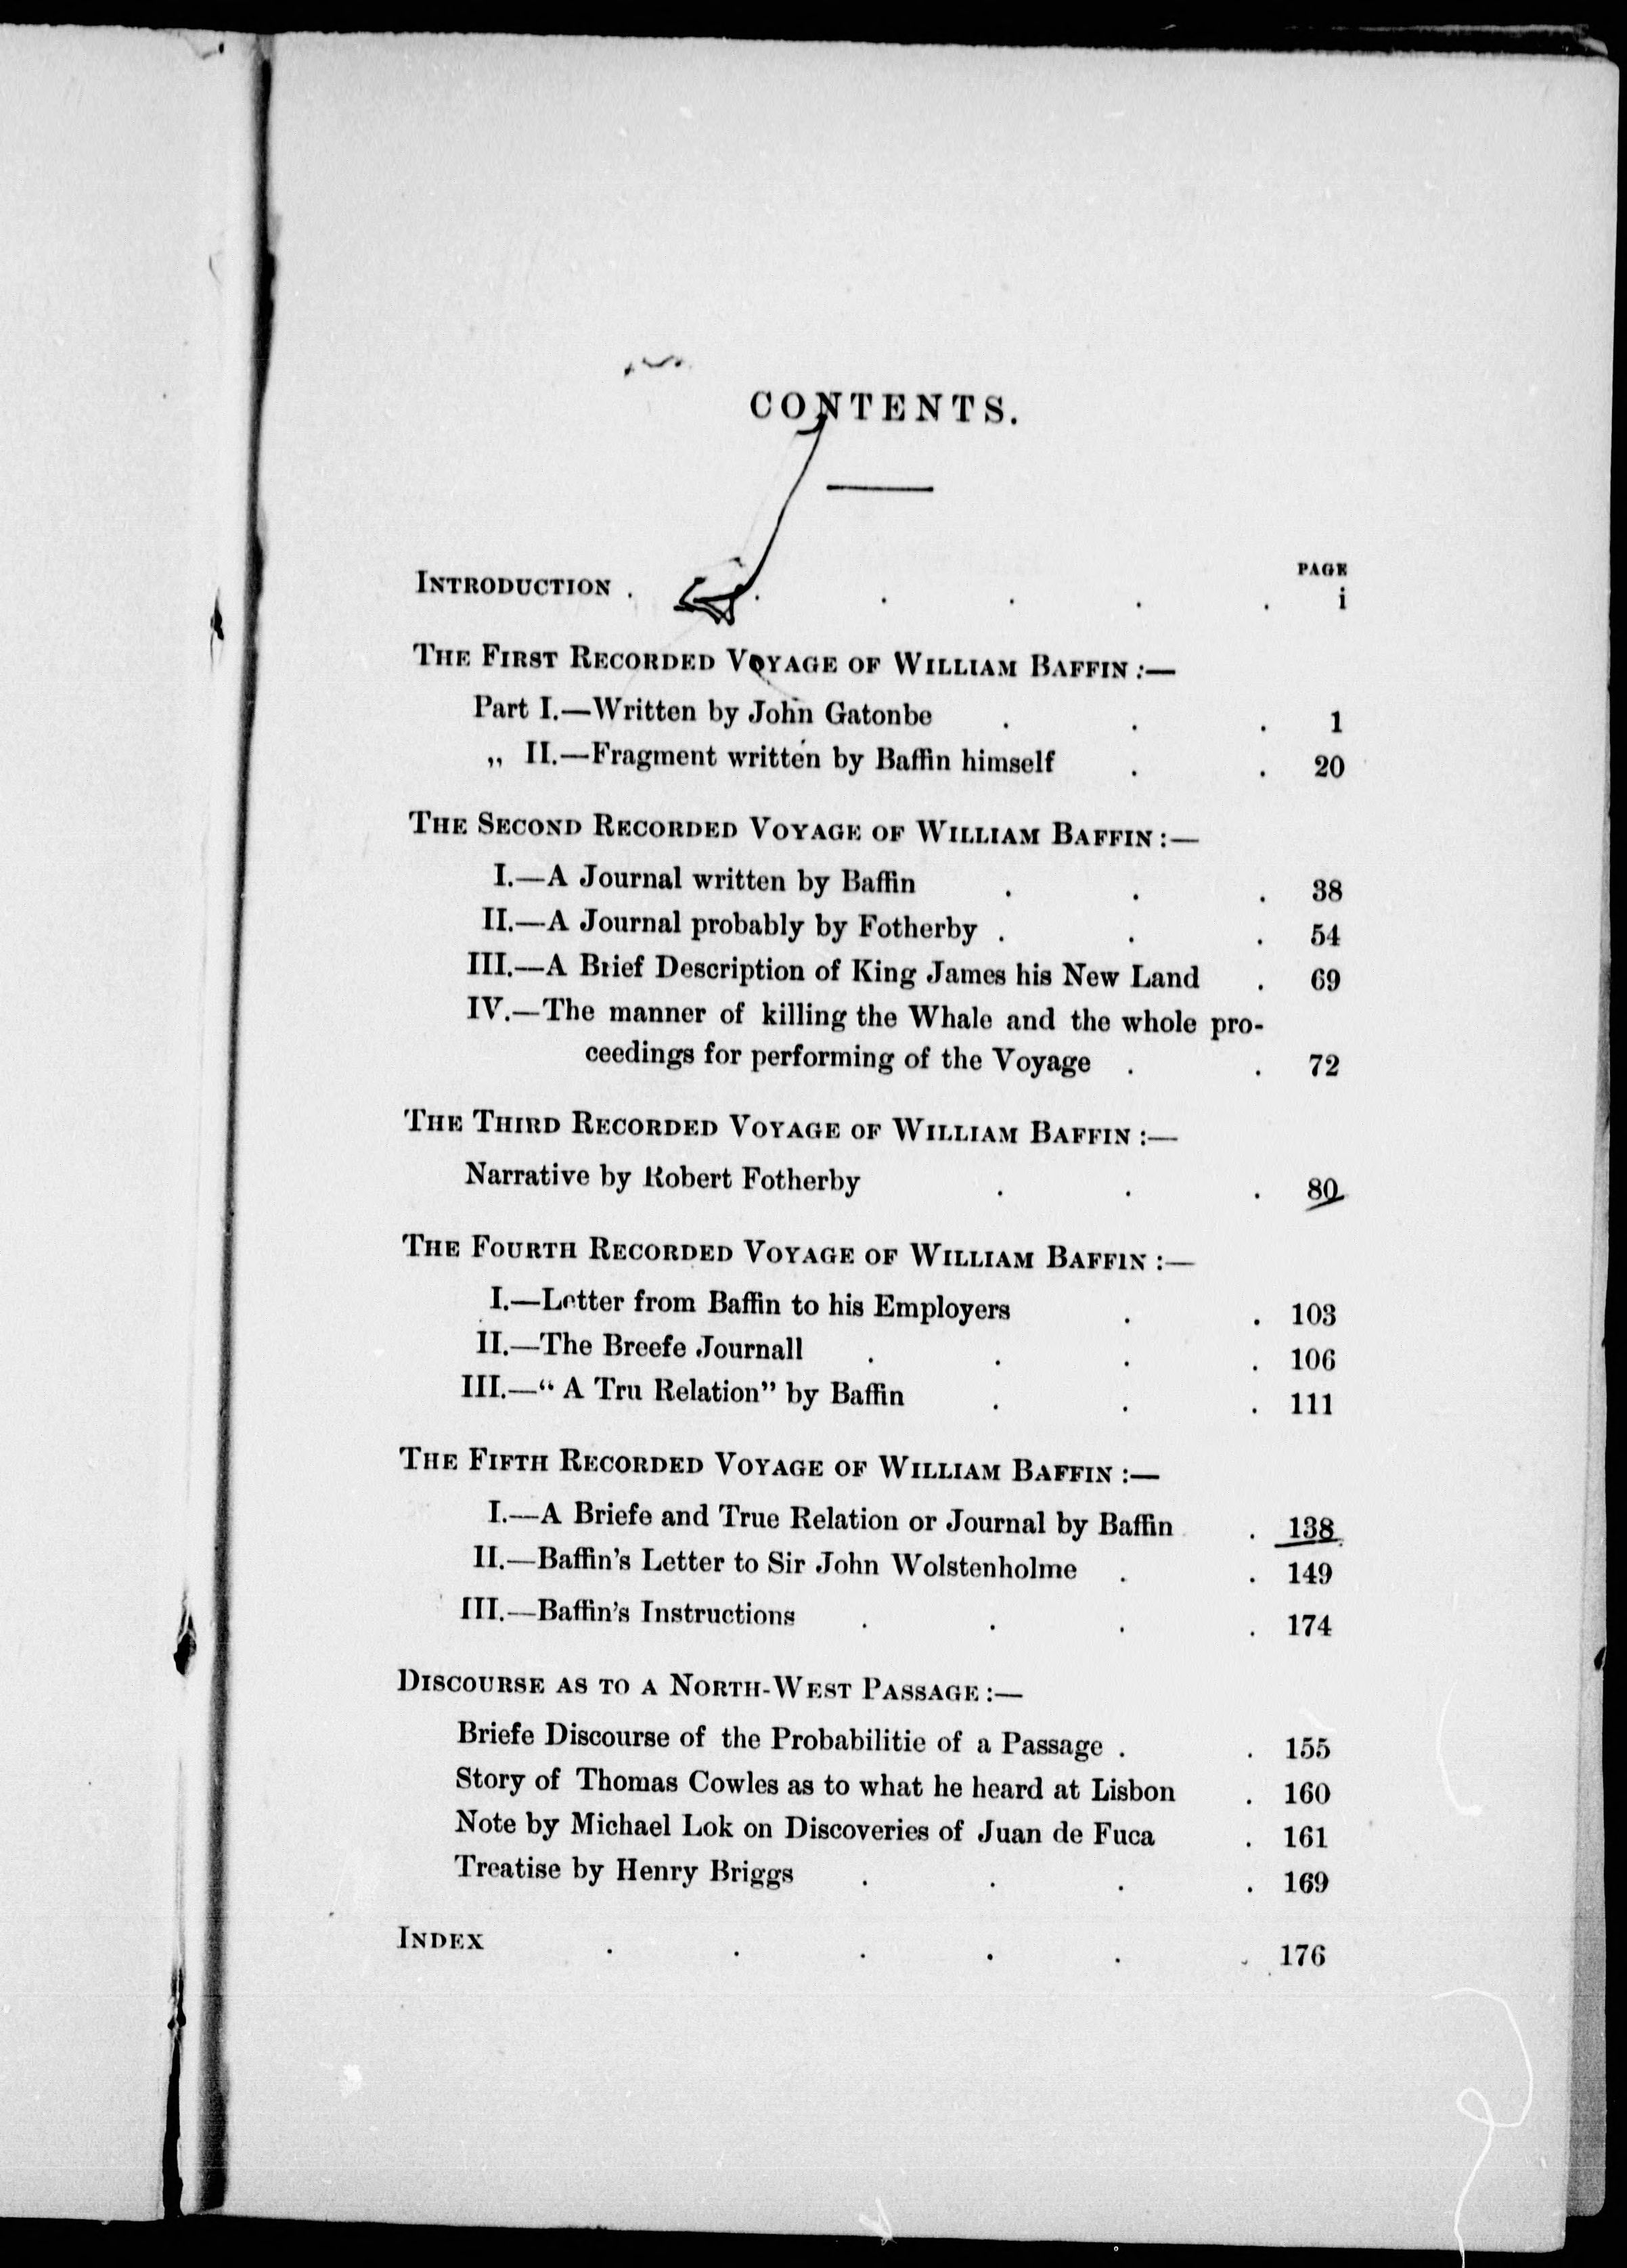 CONTENTS.
PAGE
INTRODUCTION . . . . . . i
THE FIRST RECORDED VOYAGE OF WILLIAM BAFFIN :—
Part I.—Written by John Gatonbe . . . 1
„ II.—Fragment written by Baffin himself . . 20
THE SECOND RECORDED VOYAGE OF WILLIAM BAFFIN :—
I.—A Journal written by Baffin . . . 38
II.—A Journal probably by Fotherby . . . 54
III.—A Brief Description of King James his New Land . 69
IV.—The manner of killing the Whale and the whole pro-
ceedings for performing of the Voyage . . 72
THE THIRD RECORDED VOYAGE OF WILLIAM BAFFIN :—
Narrative by Robert Fotherby . . . 80
THE FOURTH RECORDED VOYAGE OF WILLIAM BAFFIN :—
I.—Letter from Baffin to his Employers . . 103
II.—The Breefe Journall . . . . 106
III.—“ A Tru Relation” by Baffin . . . 111
THE FIFTH RECORDED VOYAGE OF WILLIAM BAFFIN :—
I.—A Briefe and True Relation or Journal by Baffin . 138
II.—Baffin’s Letter to Sir John Wolstenholme . . 149
III.—Baffin’s Instructions . . . . 174
DISCOURSE AS TO A NORTH-WEST PASSAGE :—
Briefe Discourse of the Probabilitie of a Passage . . 155
Story of Thomas Cowles as to what he heard at Lisbon . 160
Note by Michael Lok on Discoveries of Juan de Fuca . 161
Treatise by Henry Briggs . . . . 169
INDEX . . . . . . 176